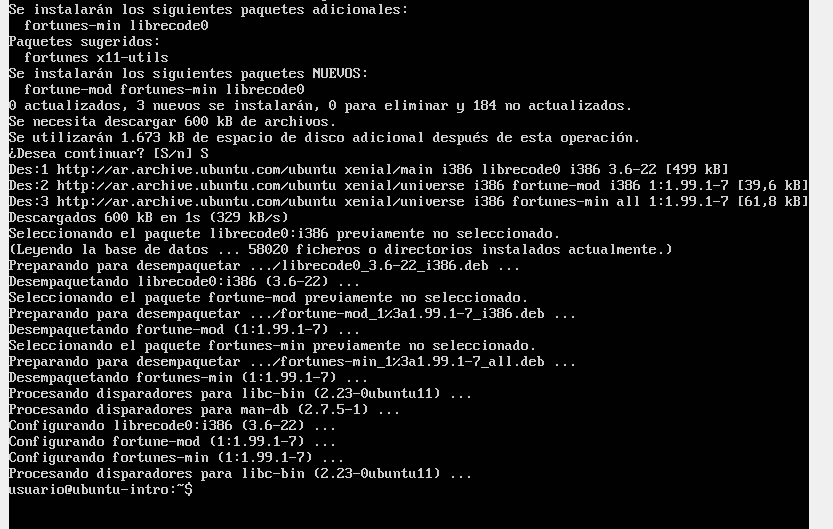 Se instalarán los siguientes paquetes adicionales:
  fortunes-min librecode0
Paquetes sugeridos:
  fortunes x11-utils
Se instalarán los siguientes paquetes NUEVOS:
  fortune-mod fortunes-min librecode0
0 actualizados, 3 nuevos se instalarán, 0 para eliminar y 184 no actualizados.
Se necesita descargar 600 kB de archivos.
Se utilizarán 1.673 kB de espacio de disco adicional después de esta operación.
¿Desea continuar? [S/n] S
Des:1 http://ar.archive.ubuntu.com/ubuntu xenial/main i386 librecode0 i386 3.6-22 [499 kB]
Des:2 http://ar.archive.ubuntu.com/ubuntu xenial/universe i386 fortune-mod i386 1:1.99.1-7 [39,6 kB]
Des:3 http://ar.archive.ubuntu.com/ubuntu xenial/universe i386 fortunes-min all 1:1.99.1-7 [61,8 kB]
Descargados 600 kB en 1s (329 kB/s)
Seleccionando el paquete librecode0:i386 previamente no seleccionado.
(Leyendo la base de datos ... 58020 ficheros o directorios instalados actualmente.)
Preparando para desempaquetar .../librecode0_3.6-22_i386.deb ...
Desempaquetando librecode0:i386 (3.6-22) ...
Seleccionando el paquete fortune-mod previamente no seleccionado.
Preparando para desempaquetar .../fortune-mod_1%3a1.99.1-7_i386.deb ...
Desempaquetando fortune-mod (1:1.99.1-7) ...
Seleccionando el paquete fortunes-min previamente no seleccionado.
Preparando para desempaquetar .../fortunes-min_1%3a1.99.1-7_all.deb ...
Desempaquetando fortunes-min (1:1.99.1-7) ...
Procesando disparadores para libc-bin (2.23-0ubuntu11) ...
Procesando disparadores para man-db (2.7.5-1) ...
Configurando librecode0:i386 (3.6-22) ...
Configurando fortune-mod (1:1.99.1-7) ...
Configurando fortunes-min (1:1.99.1-7) ...
Procesando disparadores para libc-bin (2.23-0ubuntu11) ...
usuario@ubuntu-intro:~$